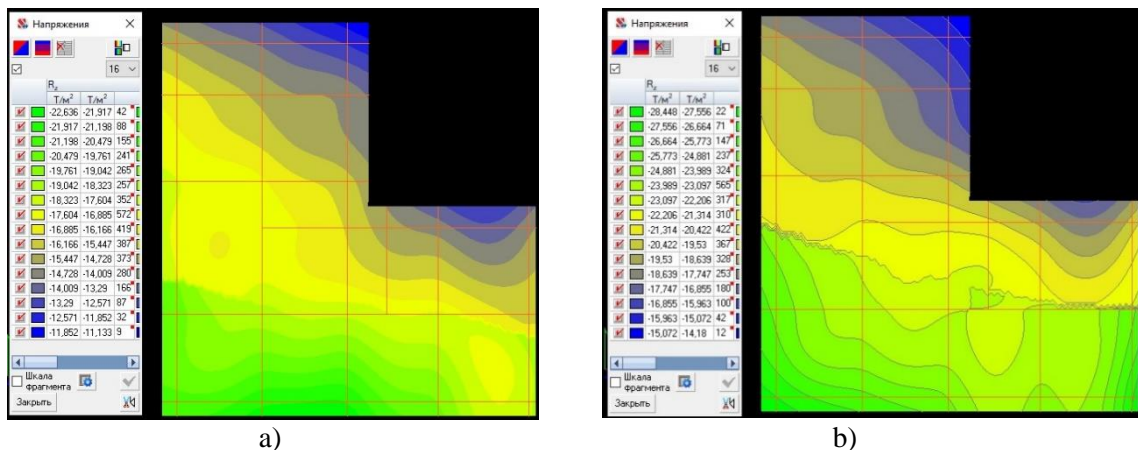 Напряжения
16
Rz
Т/м² Т/м²
-22,636 -21,917 42
-21,917 -21,198 88
-21,198 -20,479 155
-20,479 -19,761 241
-19,761 -19,042 265
-19,042 -18,323 257
-18,323 -17,604 352
-17,604 -16,885 572
-16,885 -16,166 419
-16,166 -15,447 387
-15,447 -14,728 373
-14,728 -14,009 280
-14,009 -13,29 166
-13,29 -12,571 87
-12,571 -11,852 32
-11,852 -11,133 9
Шкала
фрагмента
Закрыть
a)
Напряжения
16
Rz
Т/м² Т/м²
-28,448 -27,556 22
-27,556 -26,664 71
-26,664 -25,773 147
-25,773 -24,881 237
-24,881 -23,989 324
-23,989 -23,097 565
-23,097 -22,206 317
-22,206 -21,314 310
-21,314 -20,422 422
-20,422 -19,53 367
-19,53 -18,639 328
-18,639 -17,747 253
-17,747 -16,855 180
-16,855 -15,963 100
-15,963 -15,072 42
-15,072 -14,18 12
Шкала
фрагмента
Закрыть
b)